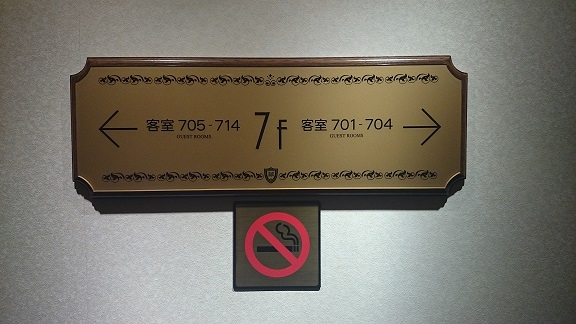 客室 705-714
GUEST ROOMS
7F
客室 701-704
GUEST ROOMS